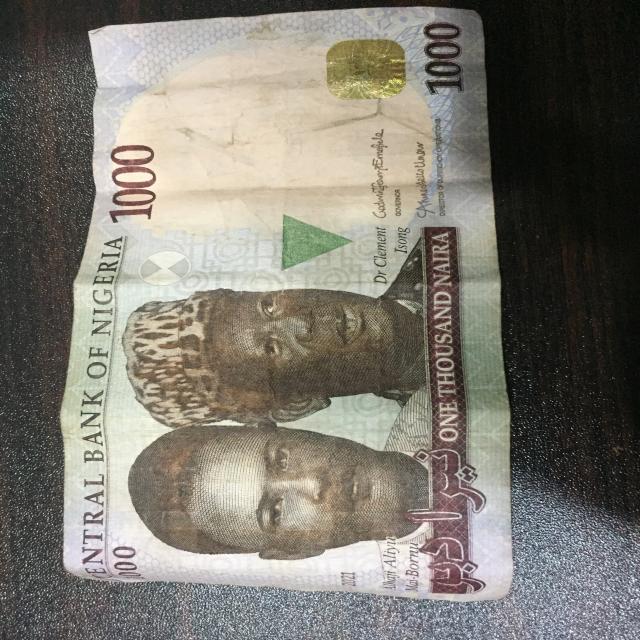 CENTRAL BANK OF NIGERIA
1000
1000
Alhaji Aliyu
Mai-Bornu
Dr Clement
Isong
GOVERNOR
1000
2022
ONE THOUSAND NAIRA